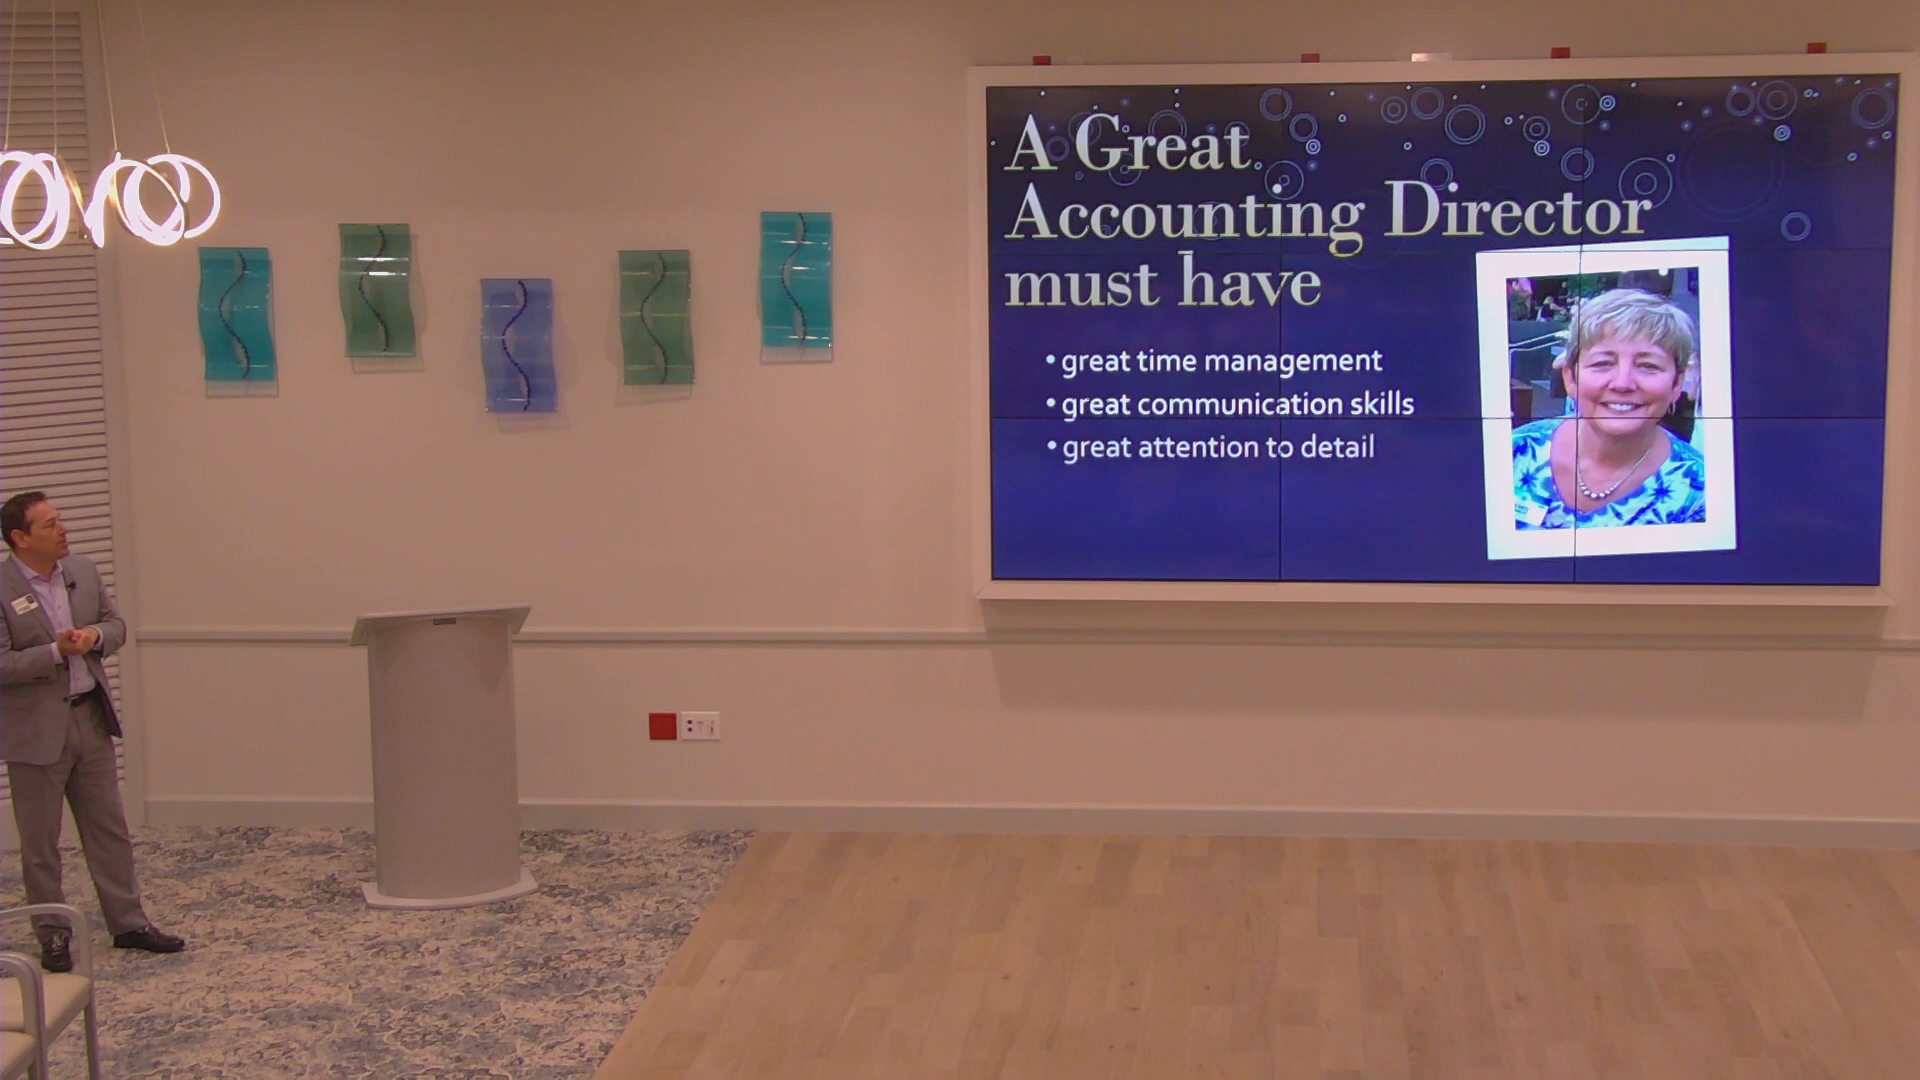 A Great
Accounting Director
must have
• great time management
• great communication skills
• great attention to detail